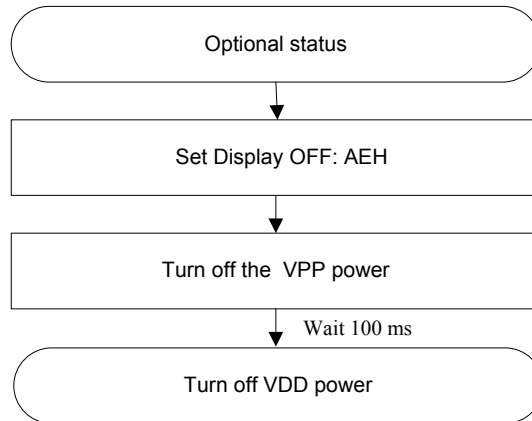 Optional status
Set Display OFF: AEH
Turn off the VPP power
Wait 100 ms
Turn off VDD power